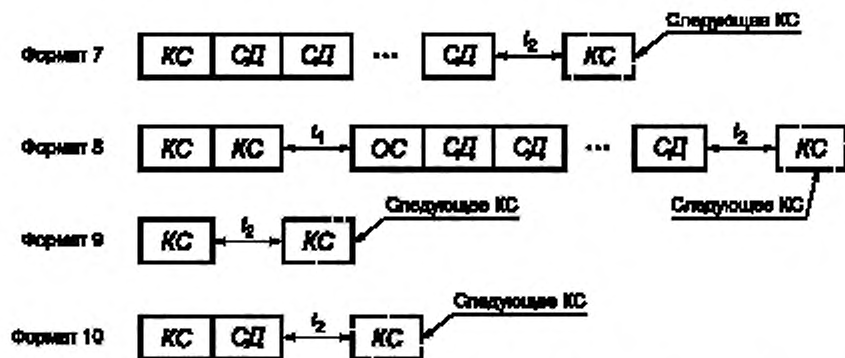 Следующее КС
Формат 7 КС СД СД ... СД t₂ КС
Формат 8 КС КС t₁ ОС СД СД ... СД t₂ КС
Следующее КС Следующее КС
Формат 9 КС t₂ КС
Следующее КС
Формат 10 КС СД t₂ КС